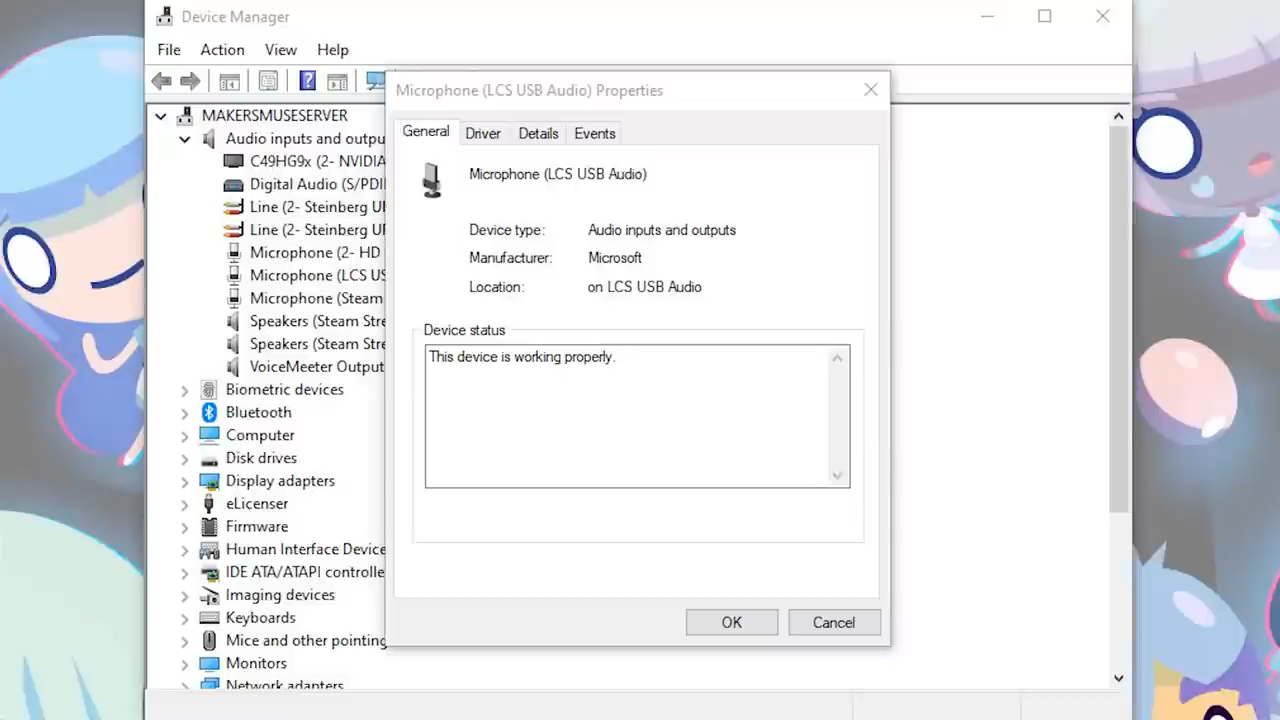 Device Manager
File Action View Help
Microphone (LCS USB Audio) Properties
General Driver Details Events
Microphone (LCS USB Audio)
Device type: Audio inputs and outputs
Manufacturer: Microsoft
Location: on LCS USB Audio
Device status
This device is working properly.
OK Cancel
MAKERSMUSESERVER
Audio inputs and outpu
C49HG9x (2- NVIDIA
Digital Audio (S/PDI
Line (2- Steinberg U
Line (2- Steinberg U
Microphone (2- HD
Microphone (LCS US
Microphone (Steam
Speakers (Steam Stre
Speakers (Steam Stre
VoiceMeeter Output
Biometric devices
Bluetooth
Computer
Disk drives
Display adapters
eLicenser
Firmware
Human Interface Device
IDE ATA/ATAPI controlle
Imaging devices
Keyboards
Mice and other pointing
Monitors
Network adapters